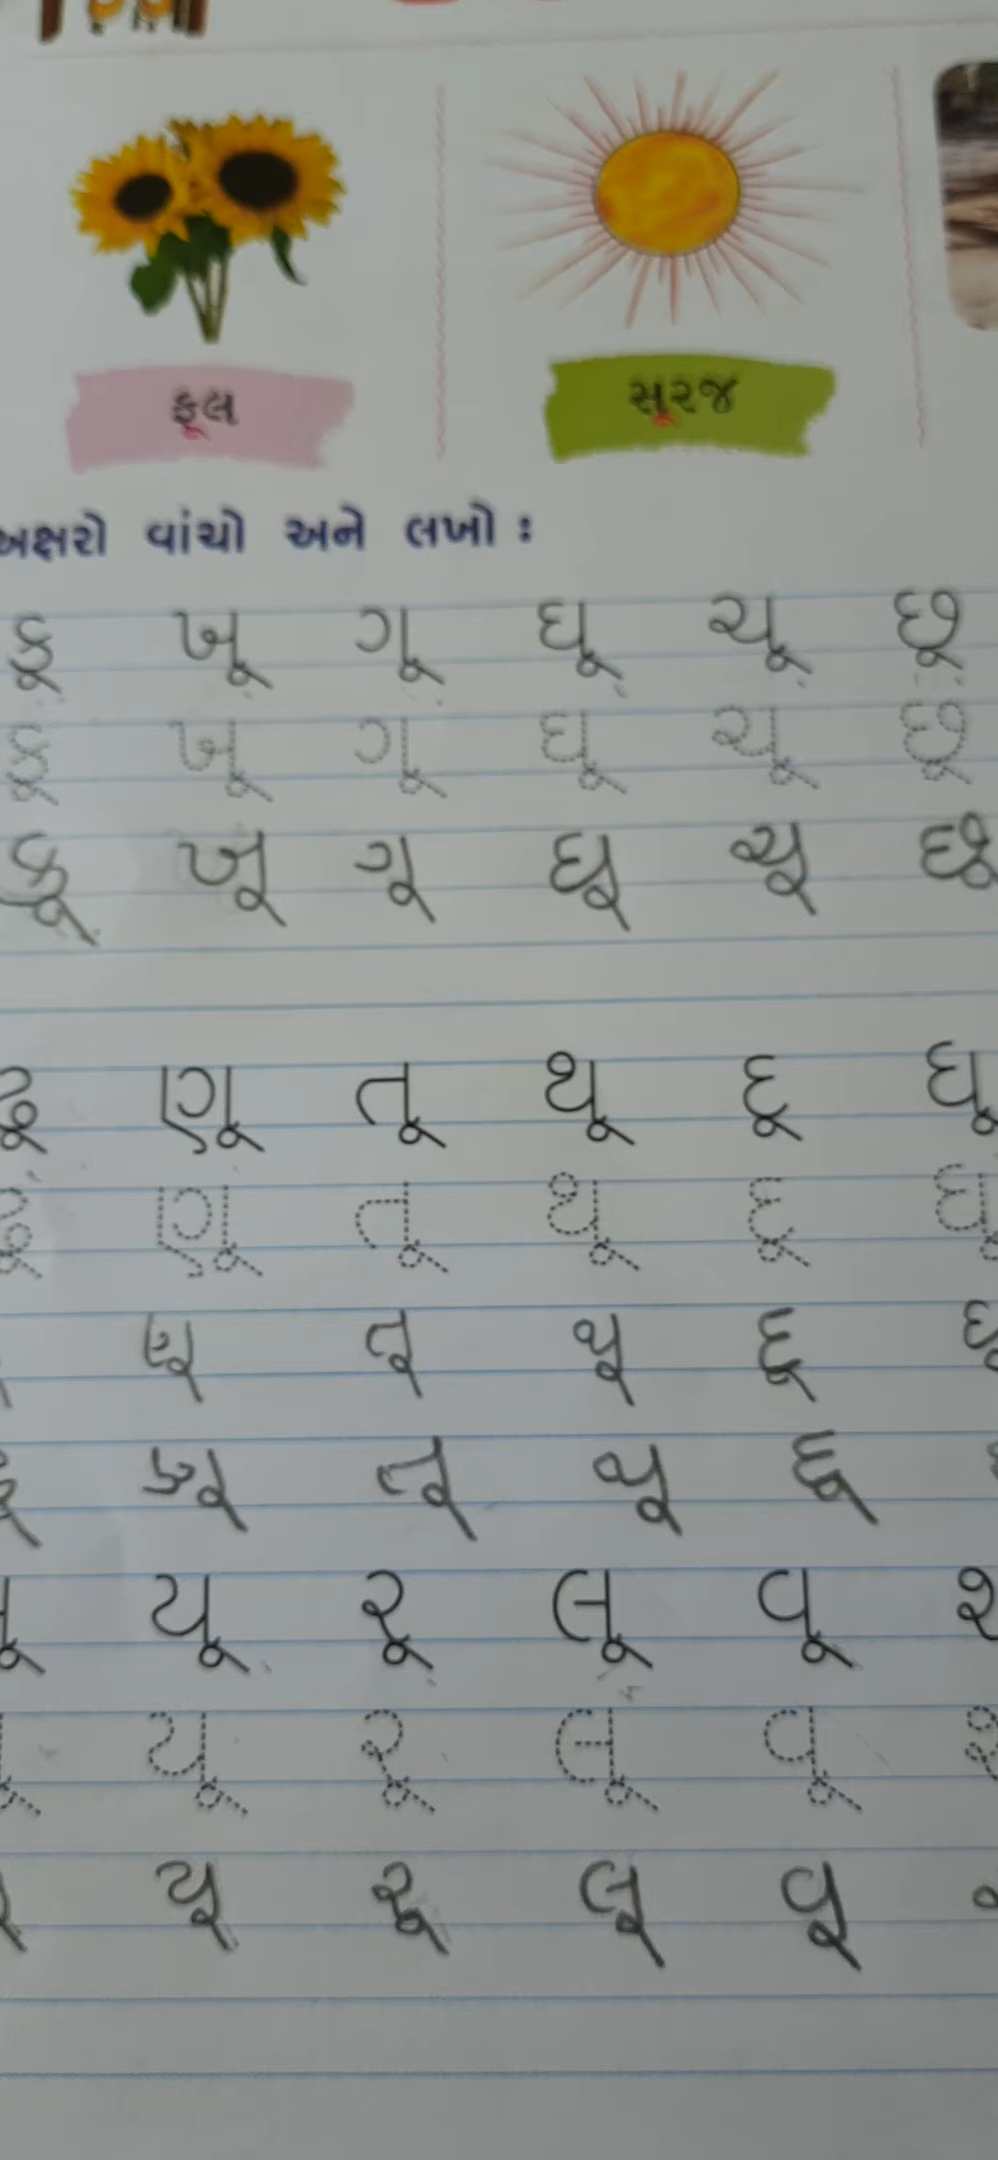 ફૂલ સૂરજ
અક્ષરો વાંચો અને લખો :
કૂ ખૂ ગૂ ઘૂ ચૂ છૂ
કૂ ખૂ ગૂ ઘૂ ચૂ છૂ
કૂ ખૂ ગૂ ઘૂ ચૂ છૂ
ઢૂ ણૂ તૂ થૂ દૂ ધૂ
ઢૂ ણૂ તૂ થૂ દૂ ધૂ
ણૂ તૂ થૂ દૂ ધૂ
તૂ થૂ દૂ
યૂ રૂ લૂ વૂ
યૂ રૂ લૂ વૂ
યૂ રૂ લૂ વૂ